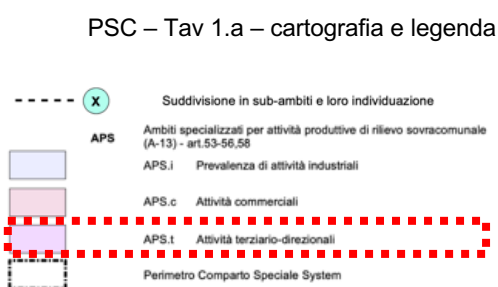 PSC – Tav 1.a – cartografia e legenda
X Suddivisione in sub-ambiti e loro individuazione
APS Ambiti specializzati per attività produttive di rilievo sovracomunale
(A-13) - art.53-56,58
APS.i Prevalenza di attività industriali
APS.c Attività commerciali
APS.t Attività terziario-direzionali
Perimetro Comparto Speciale System